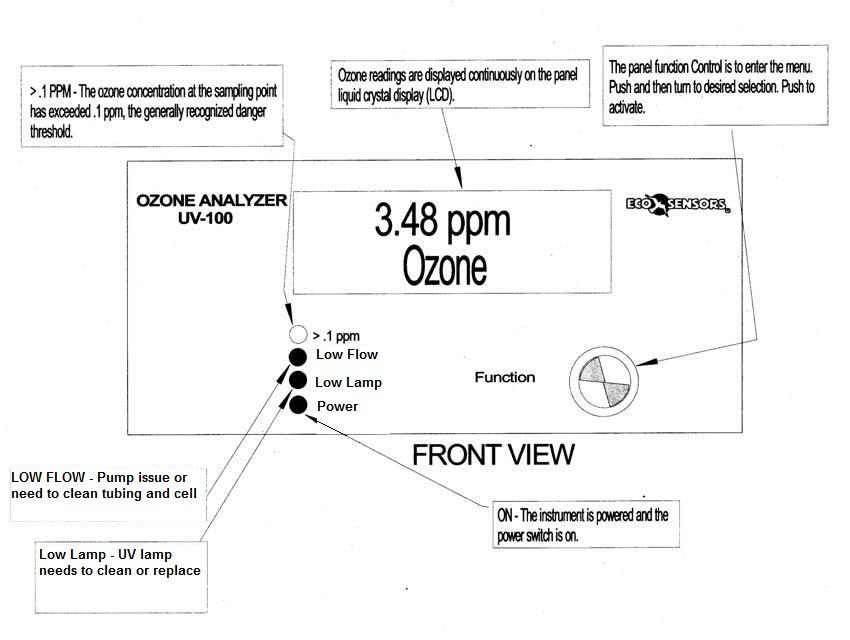 > .1 PPM - The ozone concentration at the sampling point
has exceeded .1 ppm, the generally recognized danger
threshold.
Ozone readings are displayed continuously on the panel
liquid crystal display (LCD).
The panel function Control is to enter the menu.
Push and then turn to desired selection. Push to
activate.
OZONE ANALYZER
UV-100
3.48 ppm
Ozone
ECO SENSORS
> .1 ppm
Low Flow
Low Lamp
Power
Function
FRONT VIEW
LOW FLOW - Pump issue or
need to clean tubing and cell
ON - The instrument is powered and the
power switch is on.
Low Lamp - UV lamp
needs to clean or replace